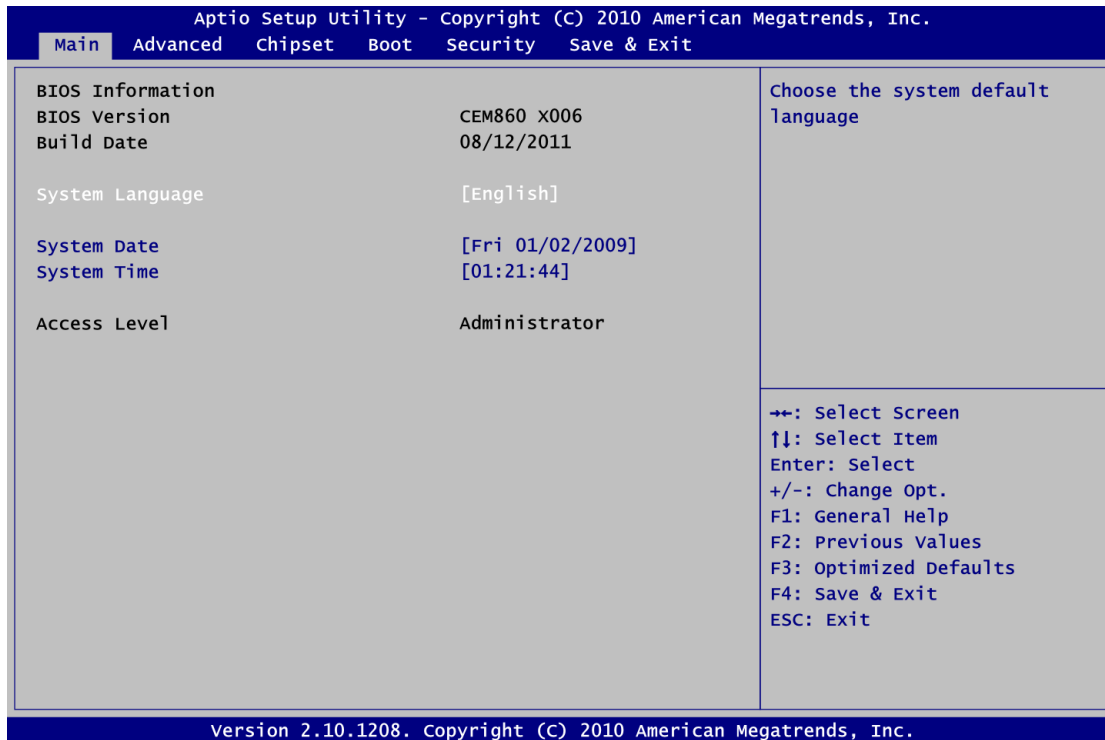 Aptio Setup Utility - Copyright (C) 2010 American Megatrends, Inc.
Main Advanced Chipset Boot Security Save & Exit
BIOS Information
BIOS Version CEM860 X006
Build Date 08/12/2011
System Language [English]
System Date [Fri 01/02/2009]
System Time [01:21:44]
Access Level Administrator
Choose the system default
language
→←: Select Screen
↑↓: Select Item
Enter: Select
+/-: Change Opt.
F1: General Help
F2: Previous Values
F3: Optimized Defaults
F4: Save & Exit
ESC: Exit
Version 2.10.1208. Copyright (C) 2010 American Megatrends, Inc.